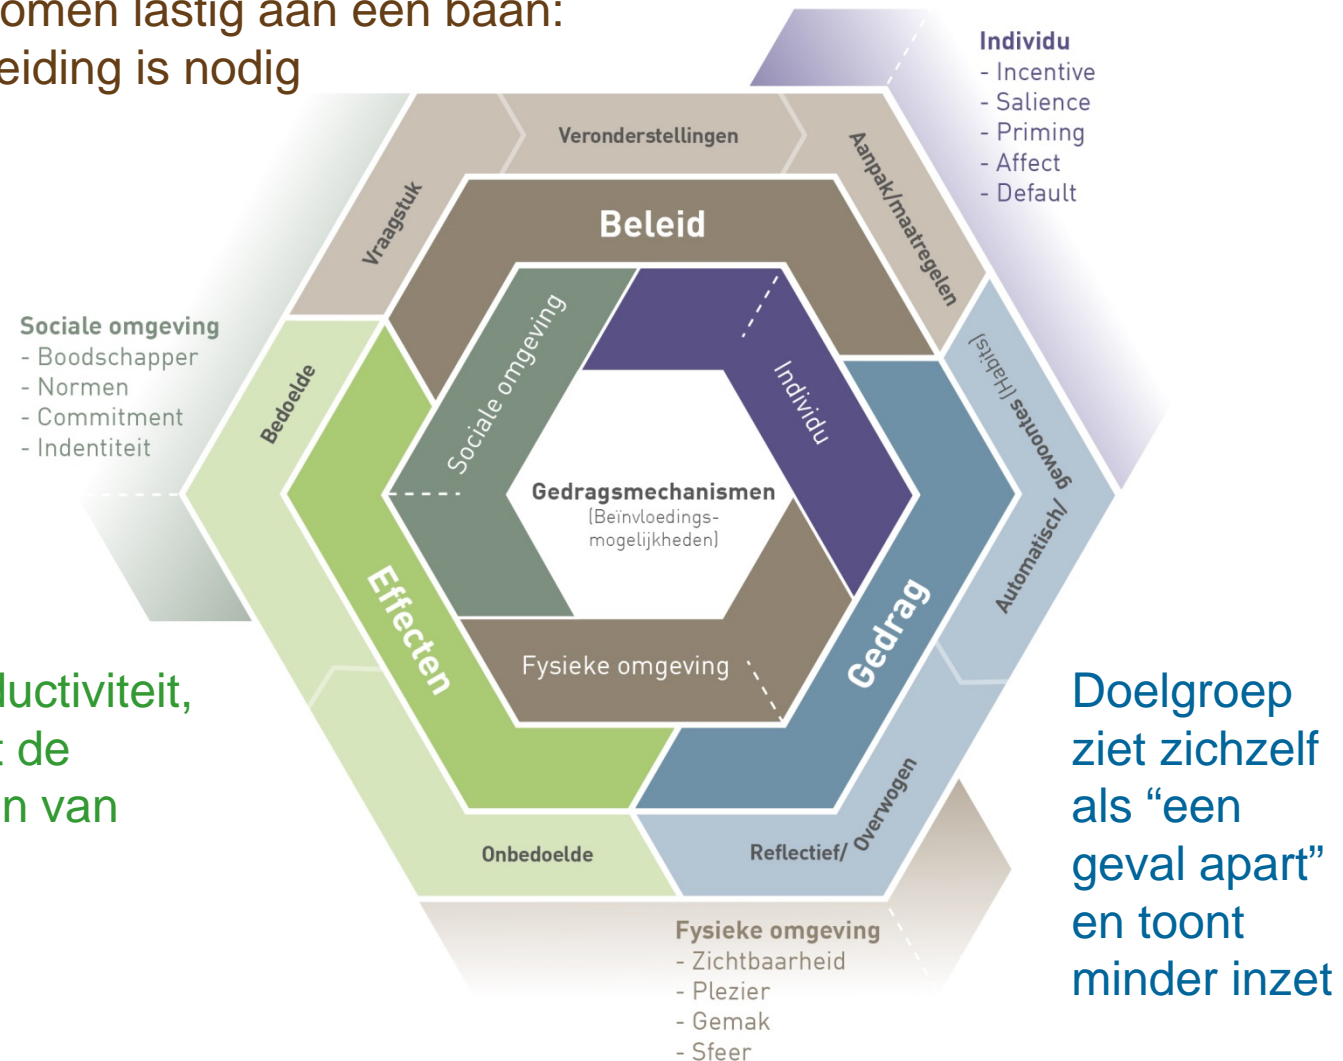 omen lastig aan een baan:
eiding is nodig
Individu
- Incentive
- Salience
- Priming
- Affect
- Default
Veronderstellingen
Vraagstuk
Aanpak/maatregelen
Beleid
Sociale omgeving
- Boodschapper
- Normen
- Commitment
- Indentiteit
Bedoelde
Sociale omgeving
Individu
Automatisch/ gewoontes (Habits)
Gedragsmechanismen
(Beïnvloedings-
mogelijkheden)
Effecten
Gedrag
Fysieke omgeving
ductiviteit,
t de
n van
Doelgroep
ziet zichzelf
als “een
geval apart”
en toont
minder inzet
Onbedoelde
Reflectief/ Overwogen
Fysieke omgeving
- Zichtbaarheid
- Plezier
- Gemak
- Sfeer